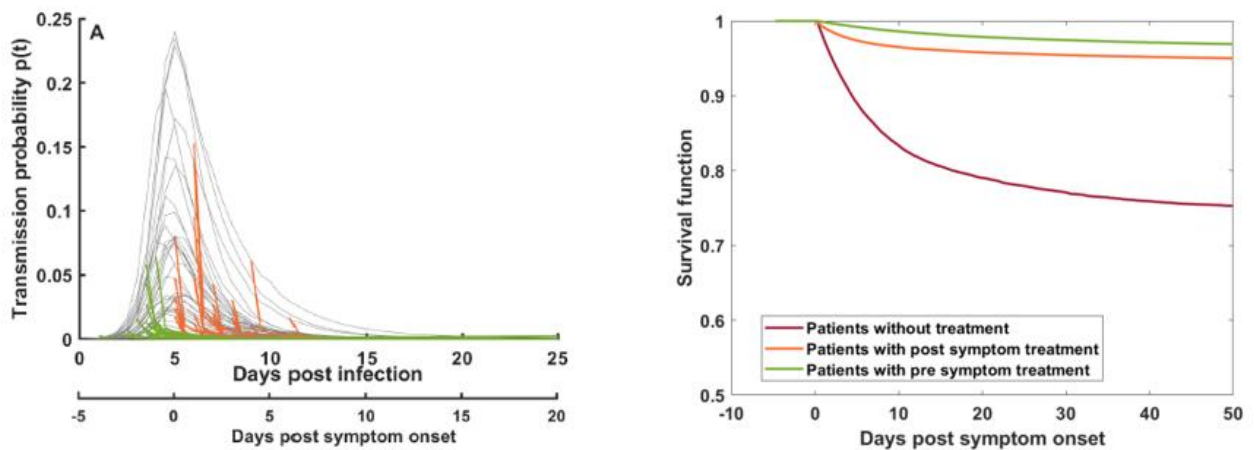 A
Transmission probability p(t)
0.25
0.2
0.15
0.1
0.05
0
0 5 10 15 20 25
Days post infection
-5 0 5 10 15 20
Days post symptom onset
Survival function
1
0.9
0.8
0.7
0.6
0.5
Patients without treatment
Patients with post symptom treatment
Patients with pre symptom treatment
-10 0 10 20 30 40 50
Days post symptom onset